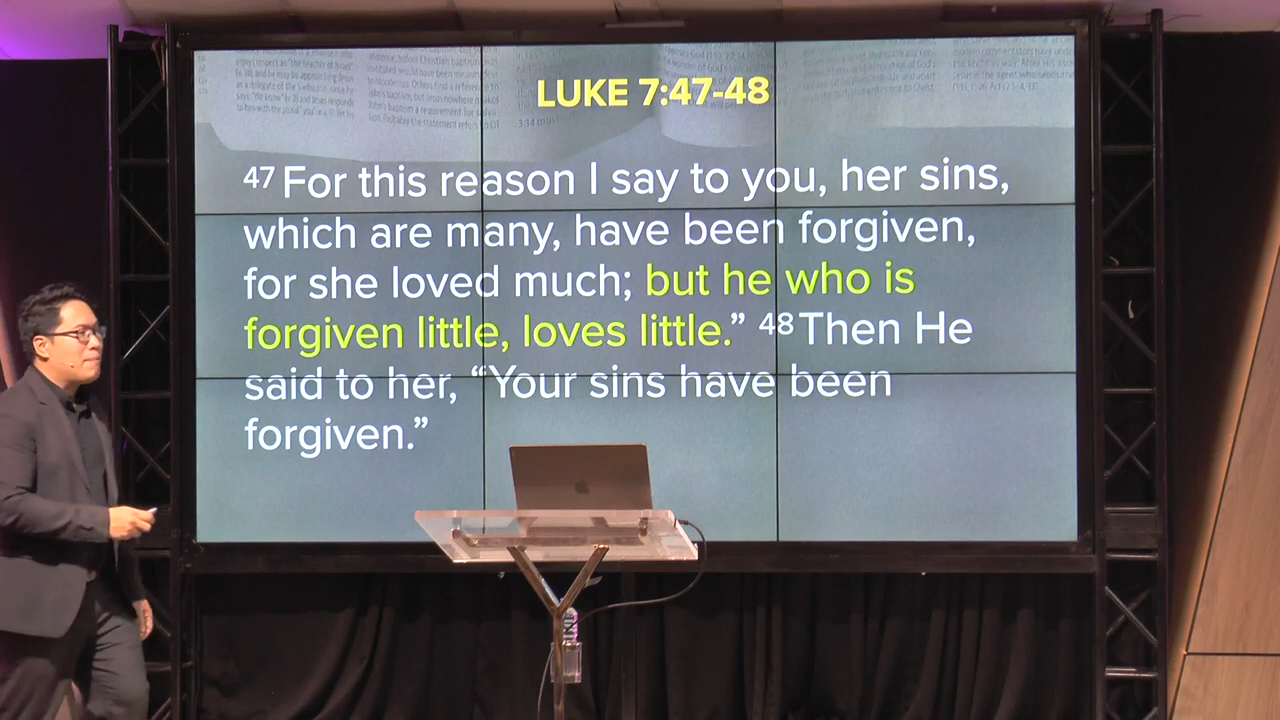 LUKE 7:47-48
47 For this reason I say to you, her sins,
which are many, have been forgiven,
for she loved much; but he who is
forgiven little, loves little.” 48 Then He
said to her, “Your sins have been
forgiven.”